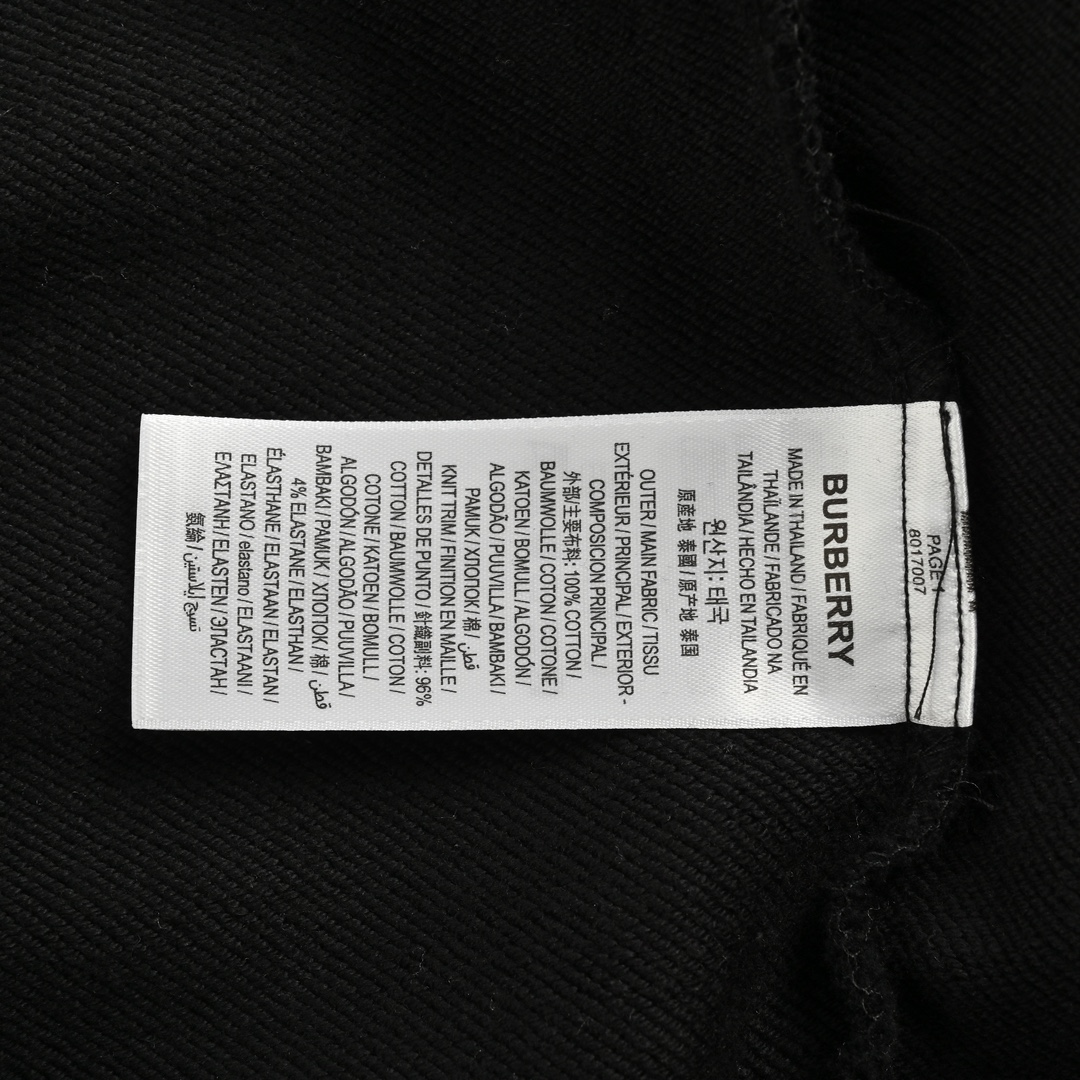 PAGE 1
8017007
BURBERRY
MADE IN THAILAND / FABRIQUÉ EN
THAÏLANDE / FABRICADO NA
TAILÂNDIA / HECHO EN TAILANDIA
원산지: 태국
原産地 泰國 / 原产地 泰国
OUTER / MAIN FABRIC / TISSU
EXTÉRIEUR / PRINCIPAL / EXTERIOR -
COMPOSICION PRINCIPAL /
外部/主要布料: 100% COTTON /
BAUMWOLLE / COTON / COTONE /
KATOEN / BOMULL / ALGODÓN /
ALGODÃO / PUUVILLA / BAMBAKI /
PAMUK / ХЛОПОК / 棉 / قطن
KNIT TRIM / FINITION EN MAILLE /
DETALLES DE PUNTO / 針織副料: 96%
COTTON / BAUMWOLLE / COTON /
COTONE / KATOEN / BOMULL /
ALGODÓN / ALGODÃO / PUUVILLA /
BAMBAKI / PAMUK / ХЛОПОК / 棉 / قطن
4% ELASTANE / ELASTHAN /
ÉLASTHANE / ELASTAAN / ELASTAN /
ELASTANO / elastano / ELASTAANI /
ΕΛΑΣΤΑΝΗ / ELASTEN / ЭЛАСТАН /
氨綸 / نسيج إيلاستين